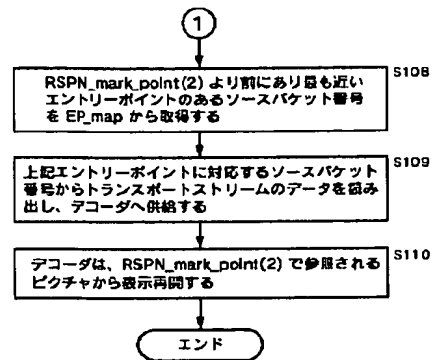 1
S108
RSPN_mark_point(2) より前にあり最も近い
エントリーポイントのあるソースパケット番号
を EP_map から取得する
S109
上記エントリーポイントに対応するソースパケット
番号からトランスポートストリームのデータを読み
出し、デコーダへ供給する
S110
デコーダは、RSPN_mark_point(2) で参照される
ピクチャから表示再開する
エンド